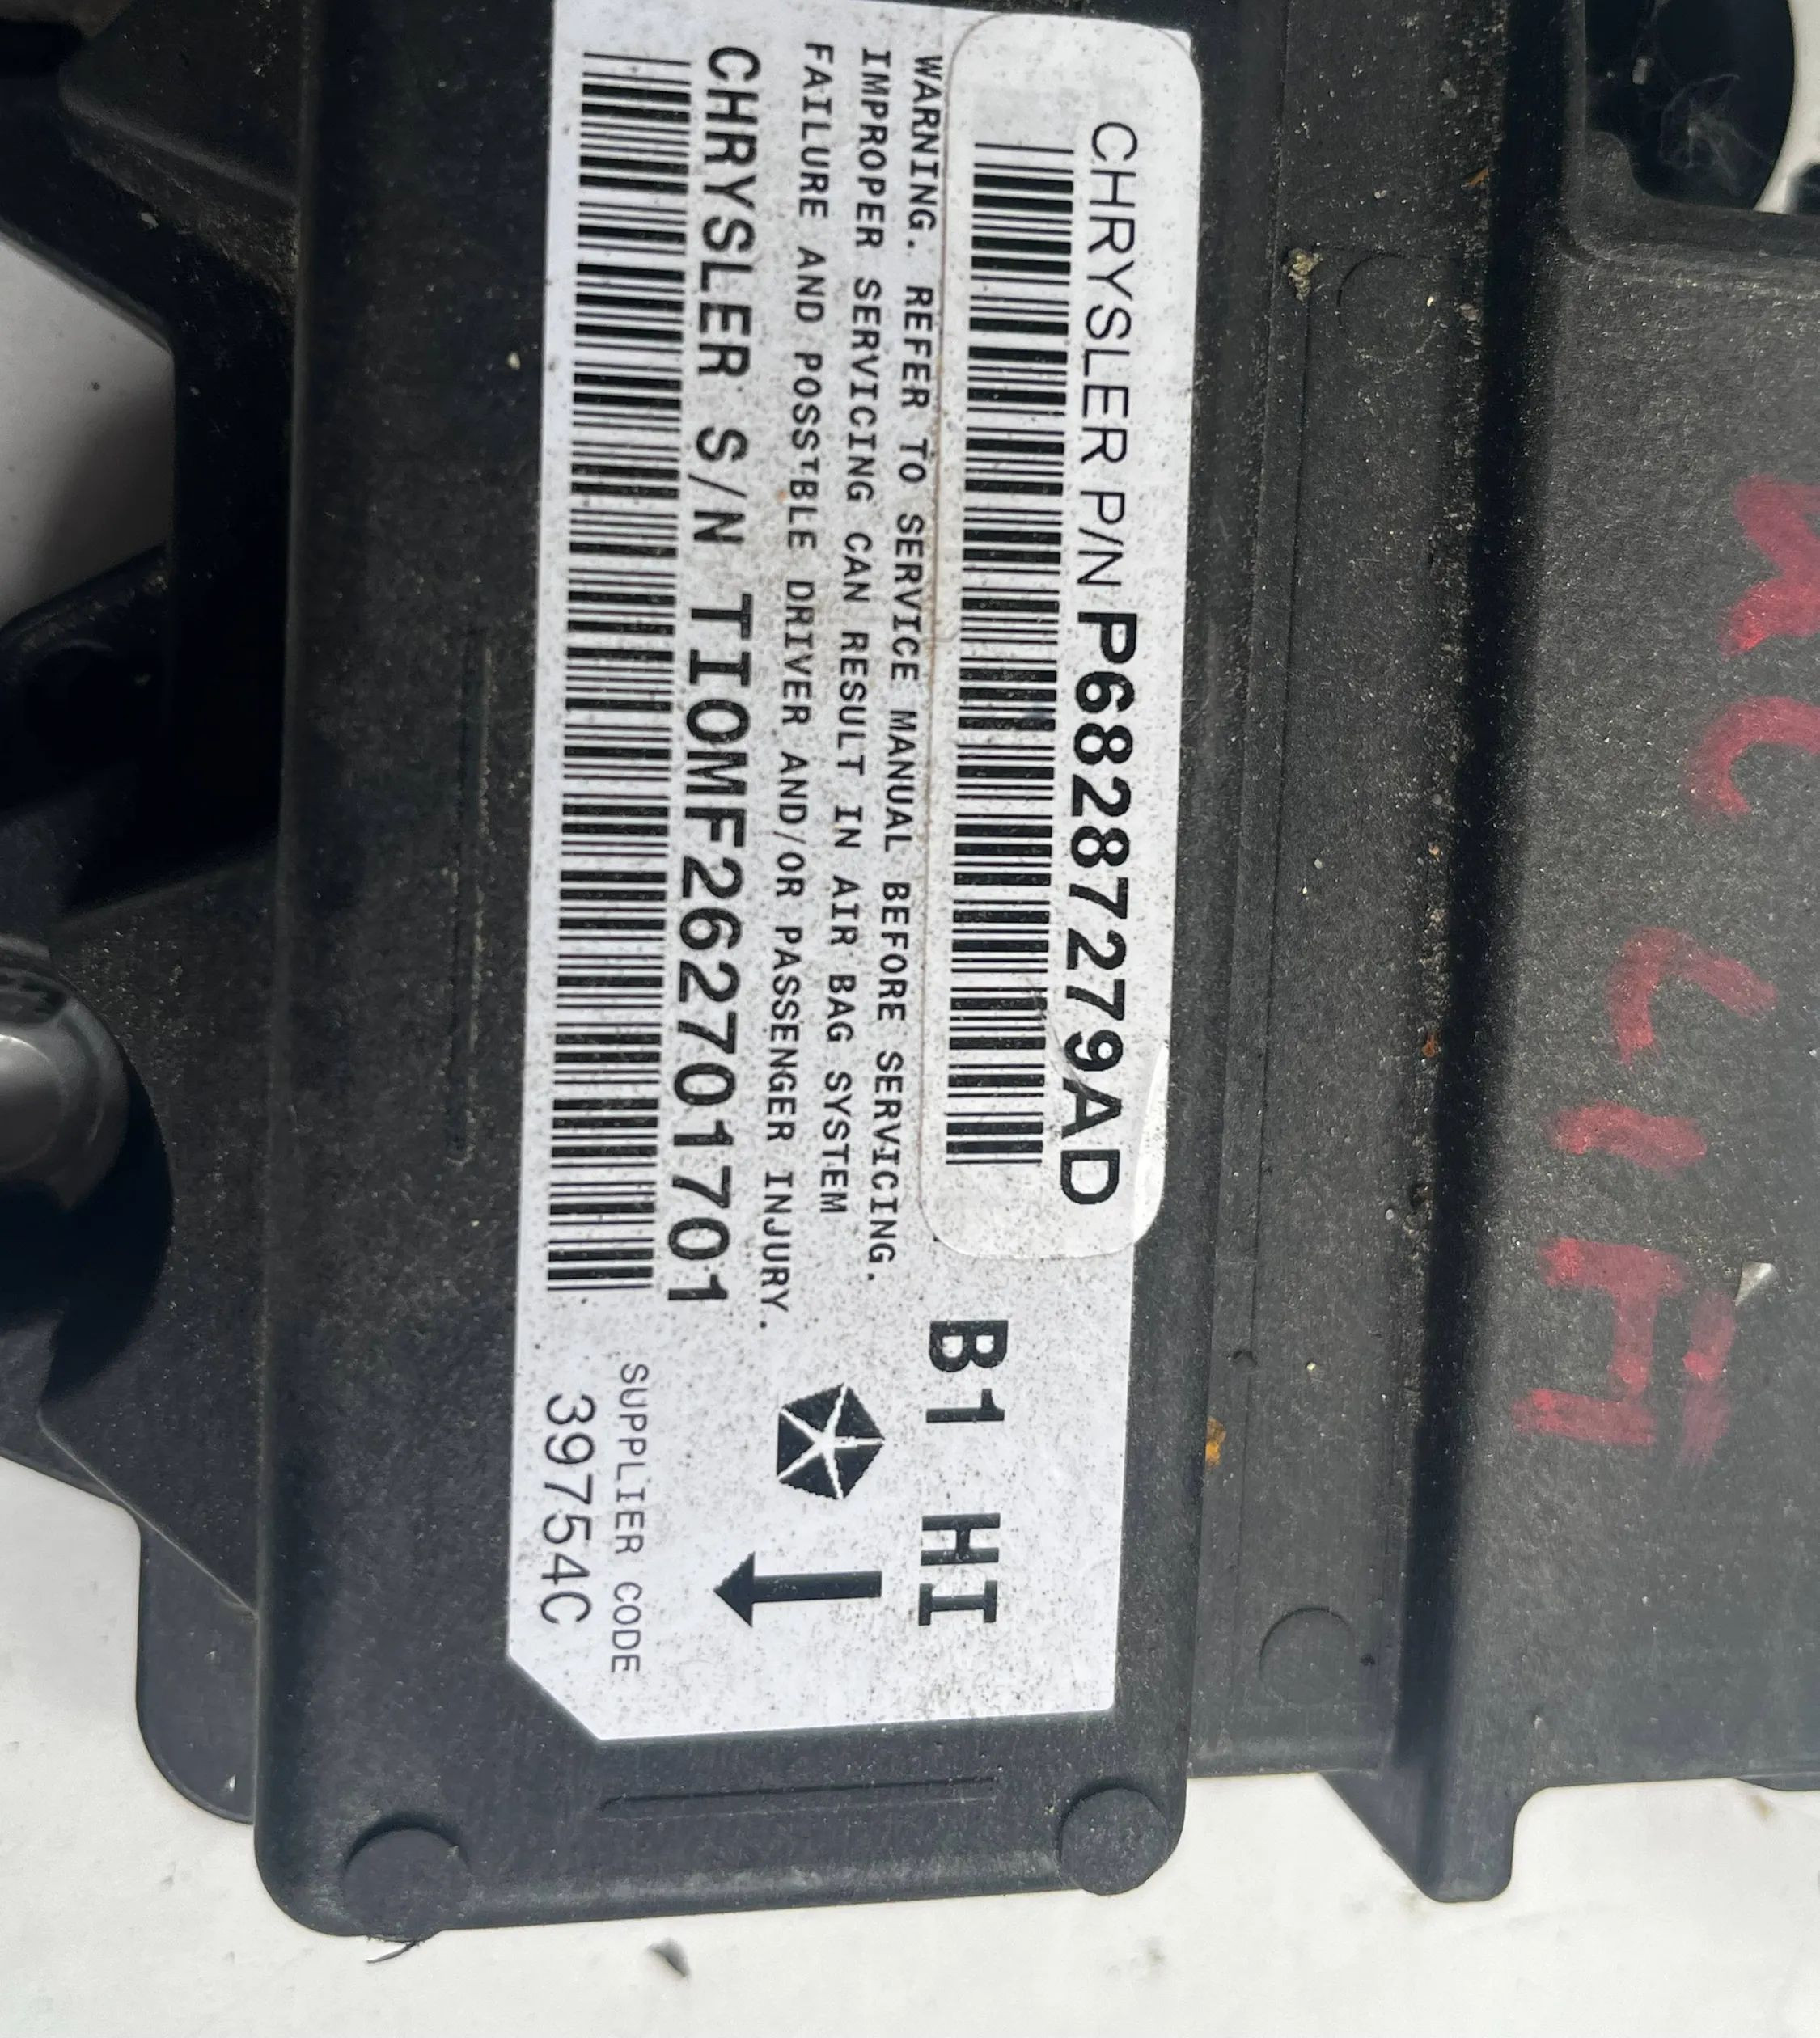 CHRYSLER P/N P68287279AD
WARNING. REFER TO SERVICE MANUAL BEFORE SERVICING.
IMPROPER SERVICING CAN RESULT IN AIR BAG SYSTEM
FAILURE AND POSSIBLE DRIVER AND/OR PASSENGER INJURY.
CHRYSLER S/N TIOMF262701701
B1 HI
SUPPLIER CODE
39754C